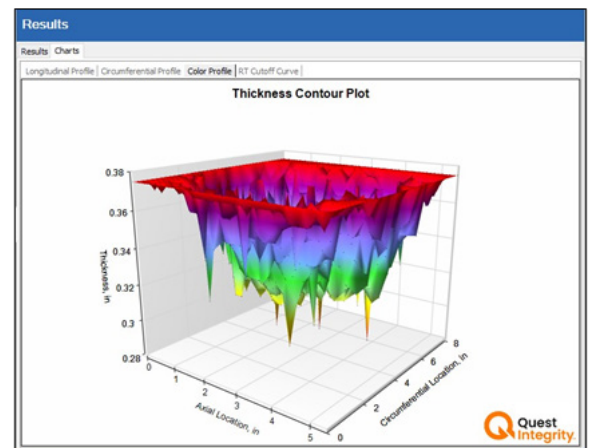 Results
Results Charts
Longitudinal Profile Circumferential Profile Color Profile RT Cutoff Curve
Thickness Contour Plot
0.38
0.36
0.34
0.32
0.3
0.28
Thickness, in
0 1 2 3 4 5
Axial Location, in
0 2 4 6 8
Circumferential Location, in
Quest
Integrity